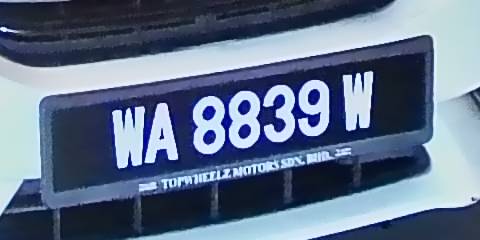 WA 8839 W
TOPWHEELZ MOTORS SDN. BHD.